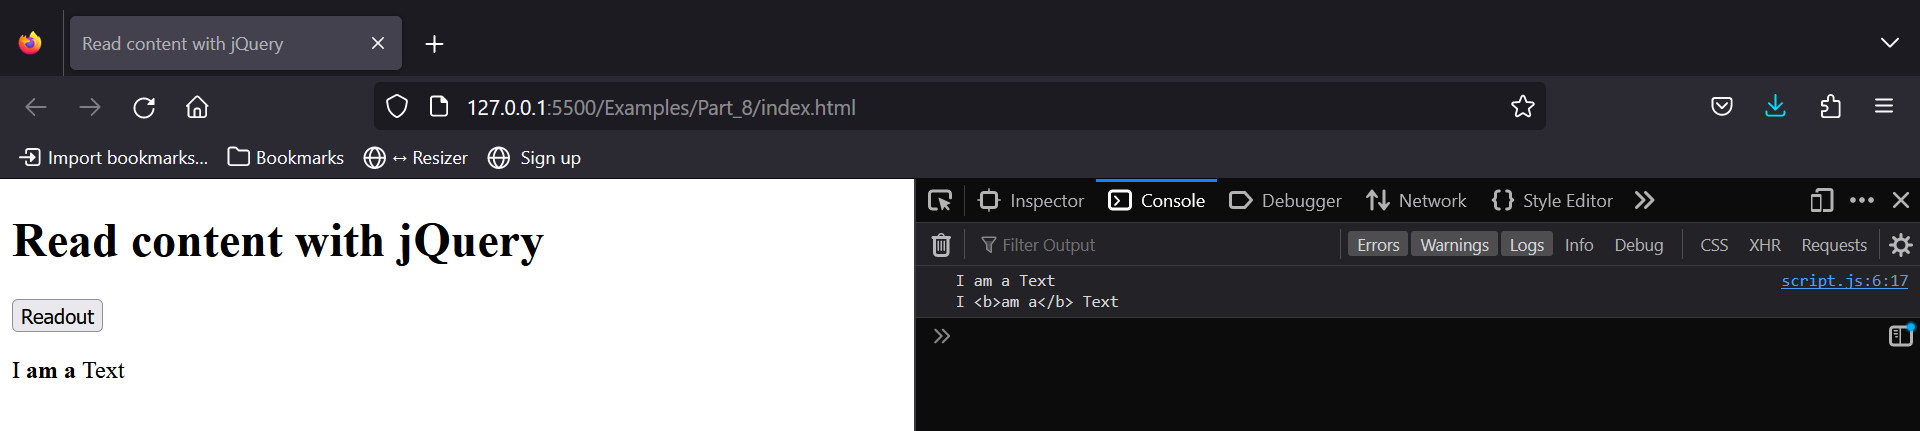 Read content with jQuery
127.0.0.1:5500/Examples/Part_8/index.html
Import bookmarks... Bookmarks ↔ Resizer Sign up
Inspector Console Debugger Network Style Editor
Filter Output Errors Warnings Logs Info Debug CSS XHR Requests
Read content with jQuery
Readout
I am a Text
I am a Text script.js:6:17
I <b>am a</b> Text